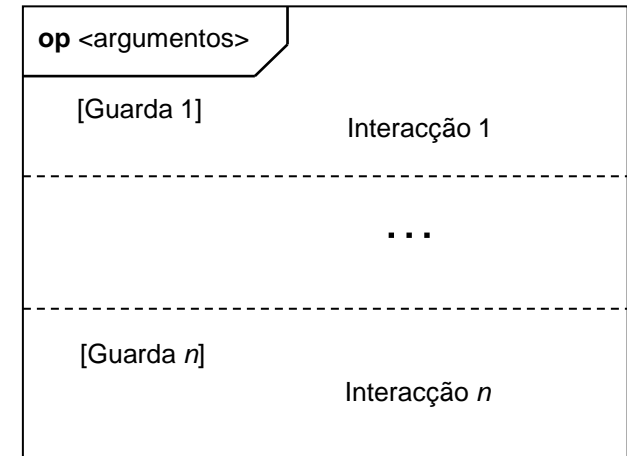 op <argumentos>
[Guarda 1]
Interacção 1
. . .
[Guarda n]
Interacção n